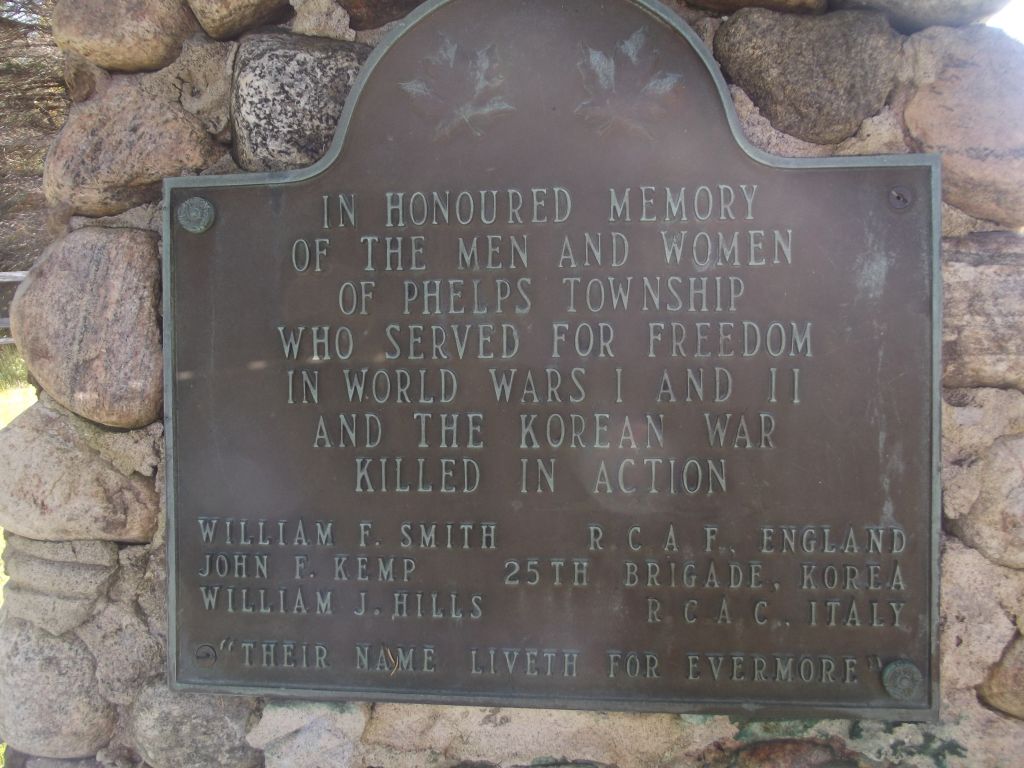 IN HONOURED MEMORY
OF THE MEN AND WOMEN
OF PHELPS TOWNSHIP
WHO SERVED FOR FREEDOM
IN WORLD WARS I AND II
AND THE KOREAN WAR
KILLED IN ACTION
WILLIAM F. SMITH R C A F., ENGLAND
JOHN F. KEMP 25TH BRIGADE, KOREA
WILLIAM J. HILLS R C A C., ITALY
"THEIR NAME LIVETH FOR EVERMORE"